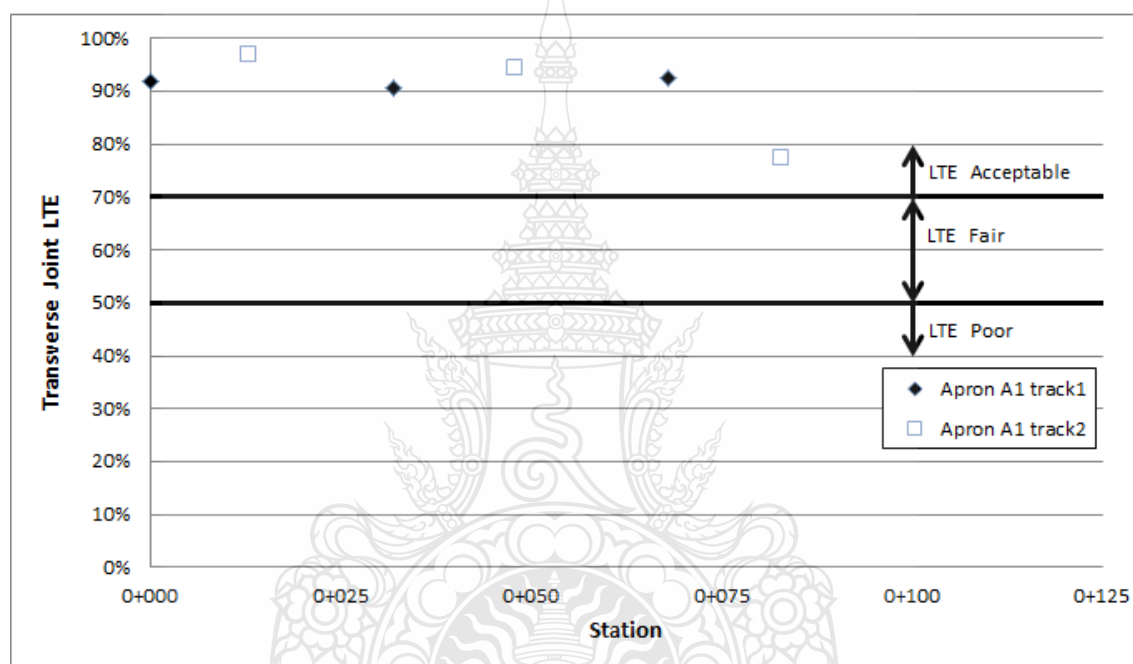 Transverse Joint LTE
100%
90%
80%
70%
60%
50%
40%
30%
20%
10%
0%
LTE Acceptable
LTE Fair
LTE Poor
Apron A1 track1
Apron A1 track2
0+000 0+025 0+050 0+075 0+100 0+125
Station